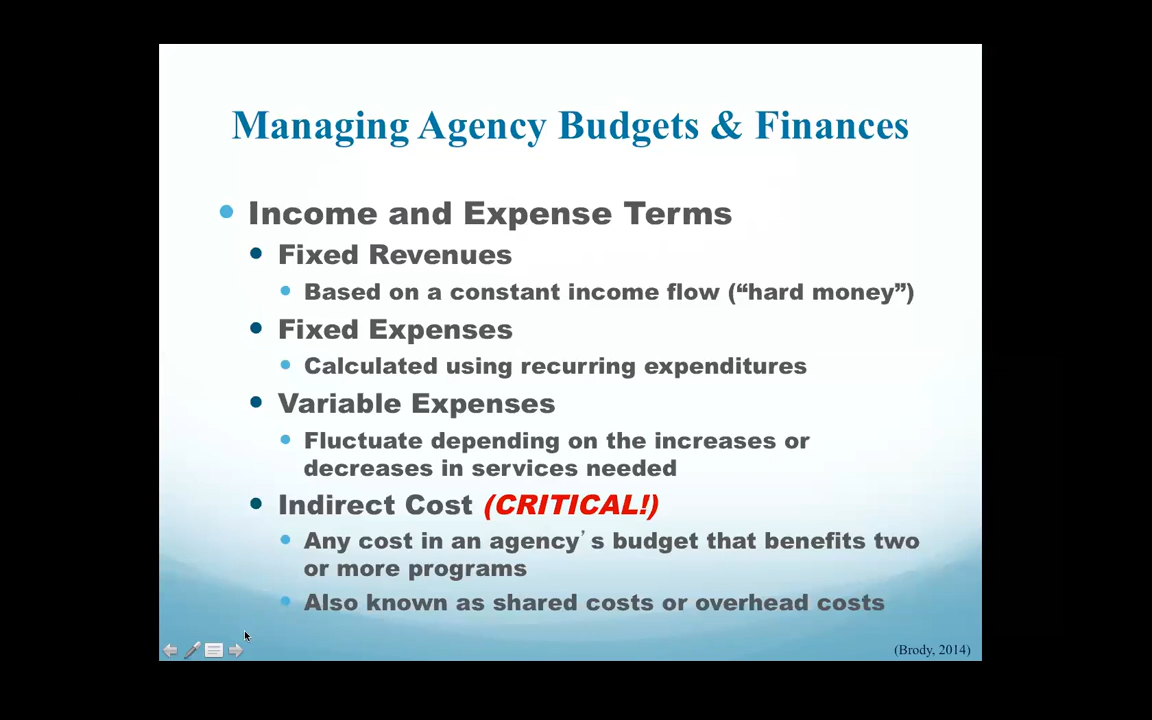 Managing Agency Budgets & Finances
Income and Expense Terms
Fixed Revenues
Based on a constant income flow (“hard money”)
Fixed Expenses
Calculated using recurring expenditures
Variable Expenses
Fluctuate depending on the increases or
decreases in services needed
Indirect Cost (CRITICAL!)
Any cost in an agency’s budget that benefits two
or more programs
Also known as shared costs or overhead costs
(Brody, 2014)